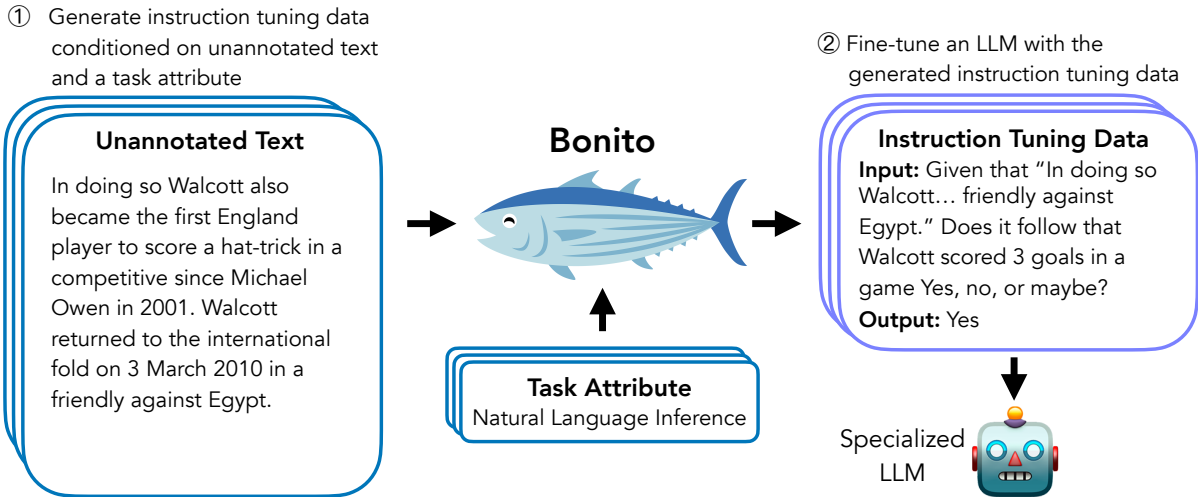 ① Generate instruction tuning data
conditioned on unannotated text
and a task attribute
Unannotated Text
In doing so Walcott also
became the first England
player to score a hat-trick in a
competitive since Michael
Owen in 2001. Walcott
returned to the international
fold on 3 March 2010 in a
friendly against Egypt.
Bonito
Task Attribute
Natural Language Inference
② Fine-tune an LLM with the
generated instruction tuning data
Instruction Tuning Data
Input: Given that “In doing so
Walcott... friendly against
Egypt.” Does it follow that
Walcott scored 3 goals in a
game Yes, no, or maybe?
Output: Yes
Specialized
LLM